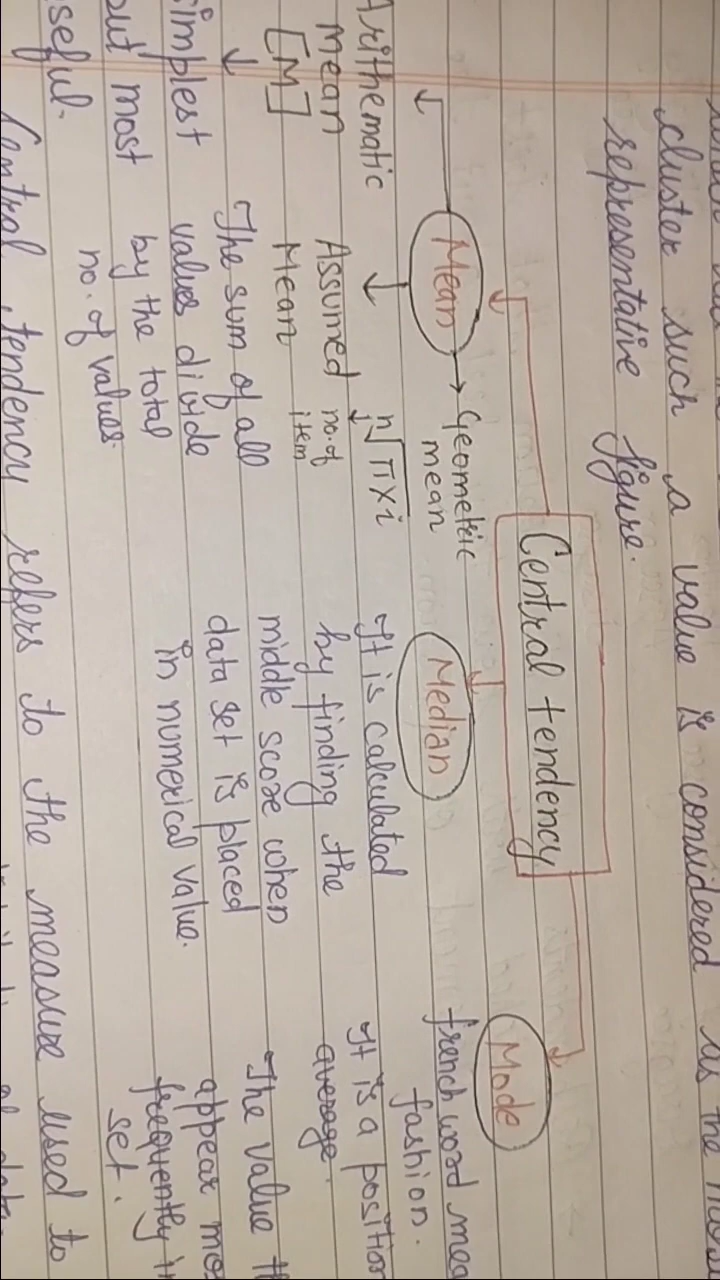 cluster such a value is considered as the
representative figure.
Central tendency
Mean
Median
Mode
Geometric
mean
n√πxi
no. of
item
Arithematic
mean
[M]
simplest
but most
useful.
Assumed
Mean
The sum of all
values divide
by the total
no. of values.
It is calculated
by finding the
middle score when
data set is placed
in numerical value.
french word mea
fashion.
It is a position
average.
The value th
appear mos
frequently in
set.
Central tendency refers to the measure used to